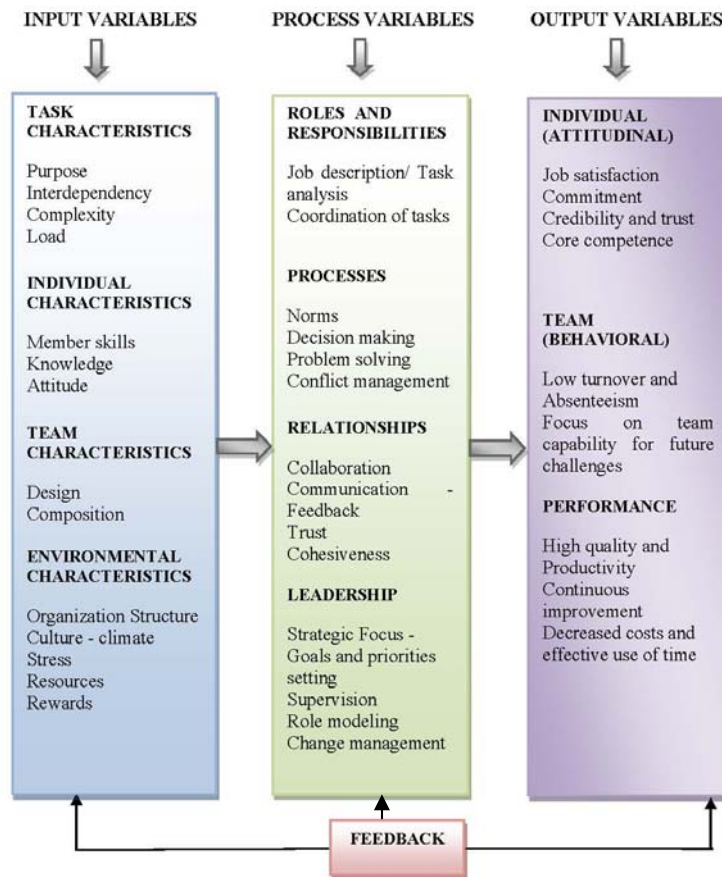 INPUT VARIABLES
PROCESS VARIABLES
OUTPUT VARIABLES
TASK
CHARACTERISTICS
Purpose
Interdependency
Complexity
Load
INDIVIDUAL
CHARACTERISTICS
Member skills
Knowledge
Attitude
TEAM
CHARACTERISTICS
Design
Composition
ENVIRONMENTAL
CHARACTERISTICS
Organization Structure
Culture - climate
Stress
Resources
Rewards
ROLES AND
RESPONSIBILITIES
Job description/ Task
analysis
Coordination of tasks
PROCESSES
Norms
Decision making
Problem solving
Conflict management
RELATIONSHIPS
Collaboration
Communication -
Feedback
Trust
Cohesiveness
LEADERSHIP
Strategic Focus -
Goals and priorities
setting
Supervision
Role modeling
Change management
INDIVIDUAL
(ATTITUDINAL)
Job satisfaction
Commitment
Credibility and trust
Core competence
TEAM
(BEHAVIORAL)
Low turnover and
Absenteeism
Focus on team
capability for future
challenges
PERFORMANCE
High quality and
Productivity
Continuous
improvement
Decreased costs and
effective use of time
FEEDBACK